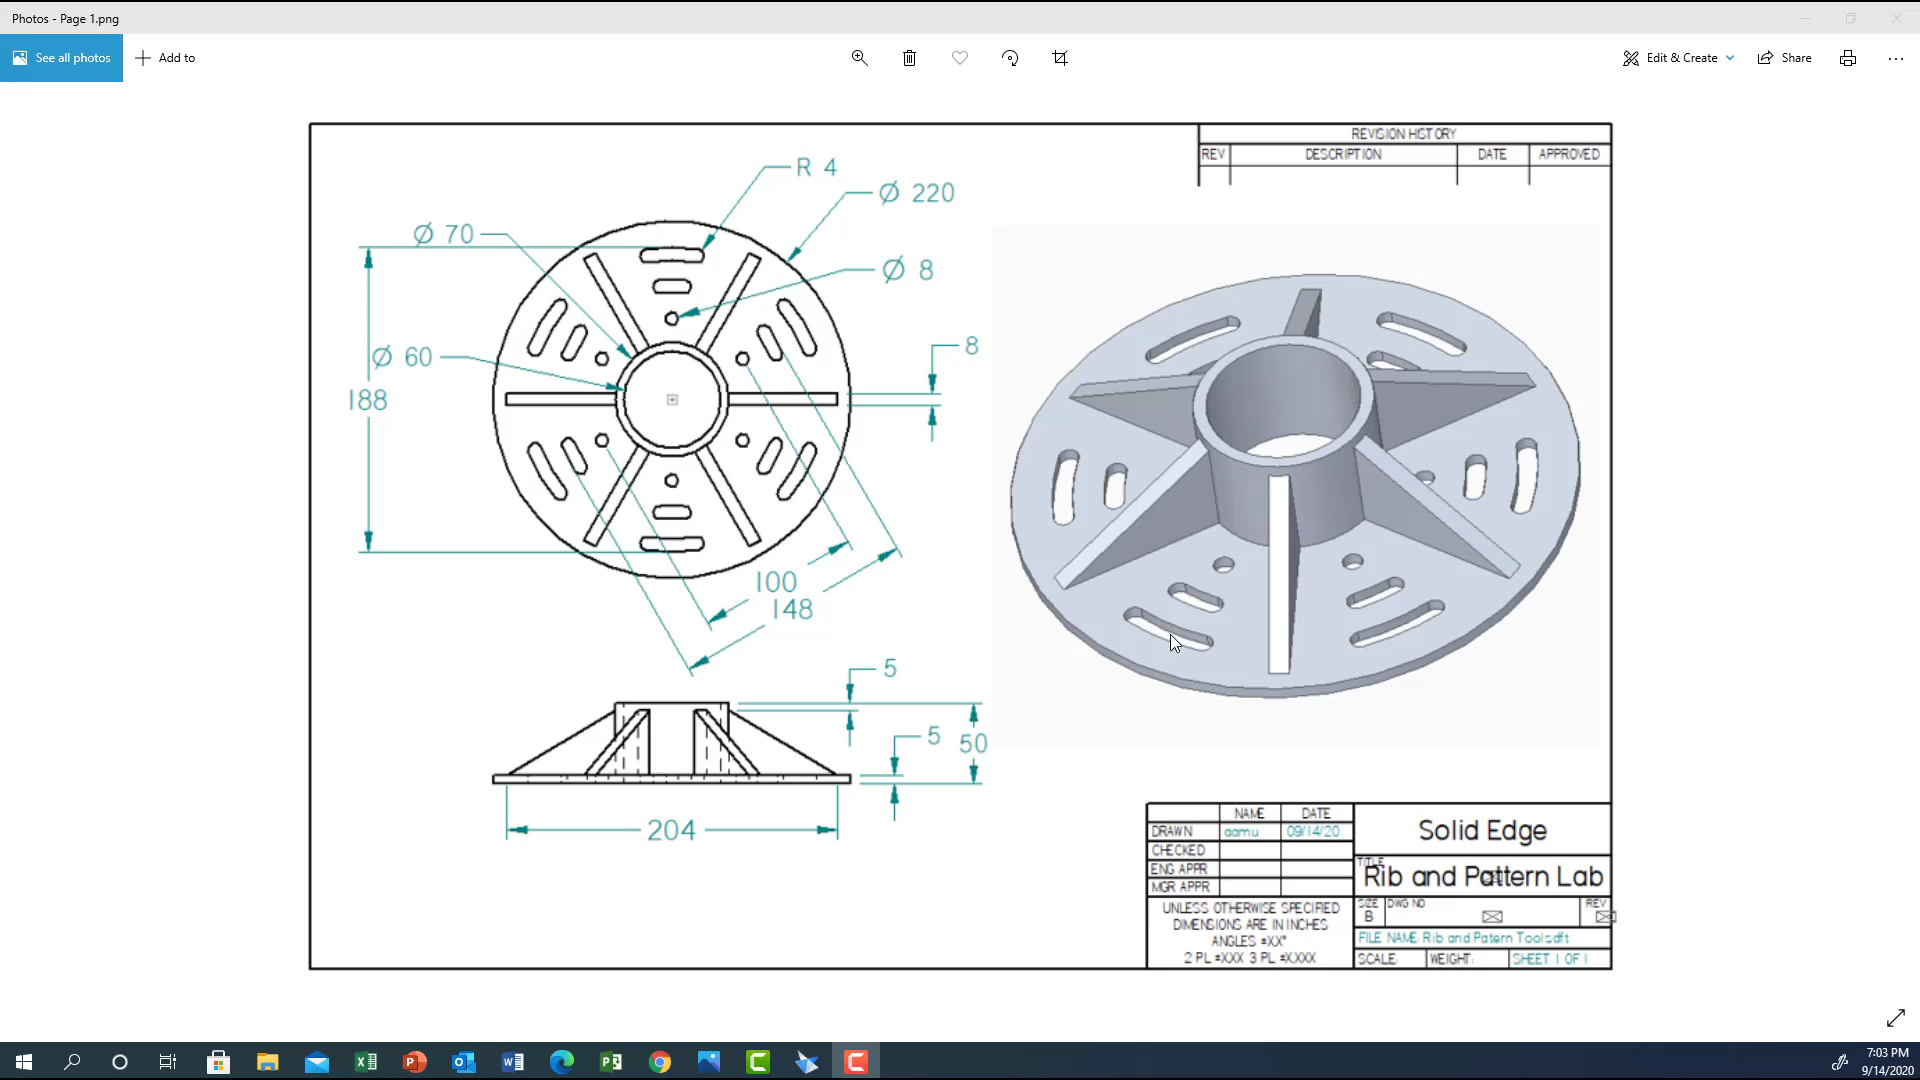 Photos - Page 1.png
See all photos
Add to
Edit & Create
Share
REVISION HISTORY
REV DESCRIPTION DATE APPROVED
R 4
Ø 220
Ø 70
Ø 8
8
Ø 60
188
100
148
5
5
50
204
NAME DATE
DRAWN aamu 09/14/20
CHECKED
ENG APPR
MGR APPR
UNLESS OTHERWISE SPECIFIED
DIMENSIONS ARE IN INCHES
ANGLES ±XX°
2 PL ±XXX 3 PL ±XXXX
Solid Edge
TITLE
Rib and Pattern Lab
SIZE DWG NO REV
B
FILE NAME: Rib and Patern Tools.dft
SCALE: WEIGHT: SHEET 1 OF 1
7:03 PM
9/14/2020